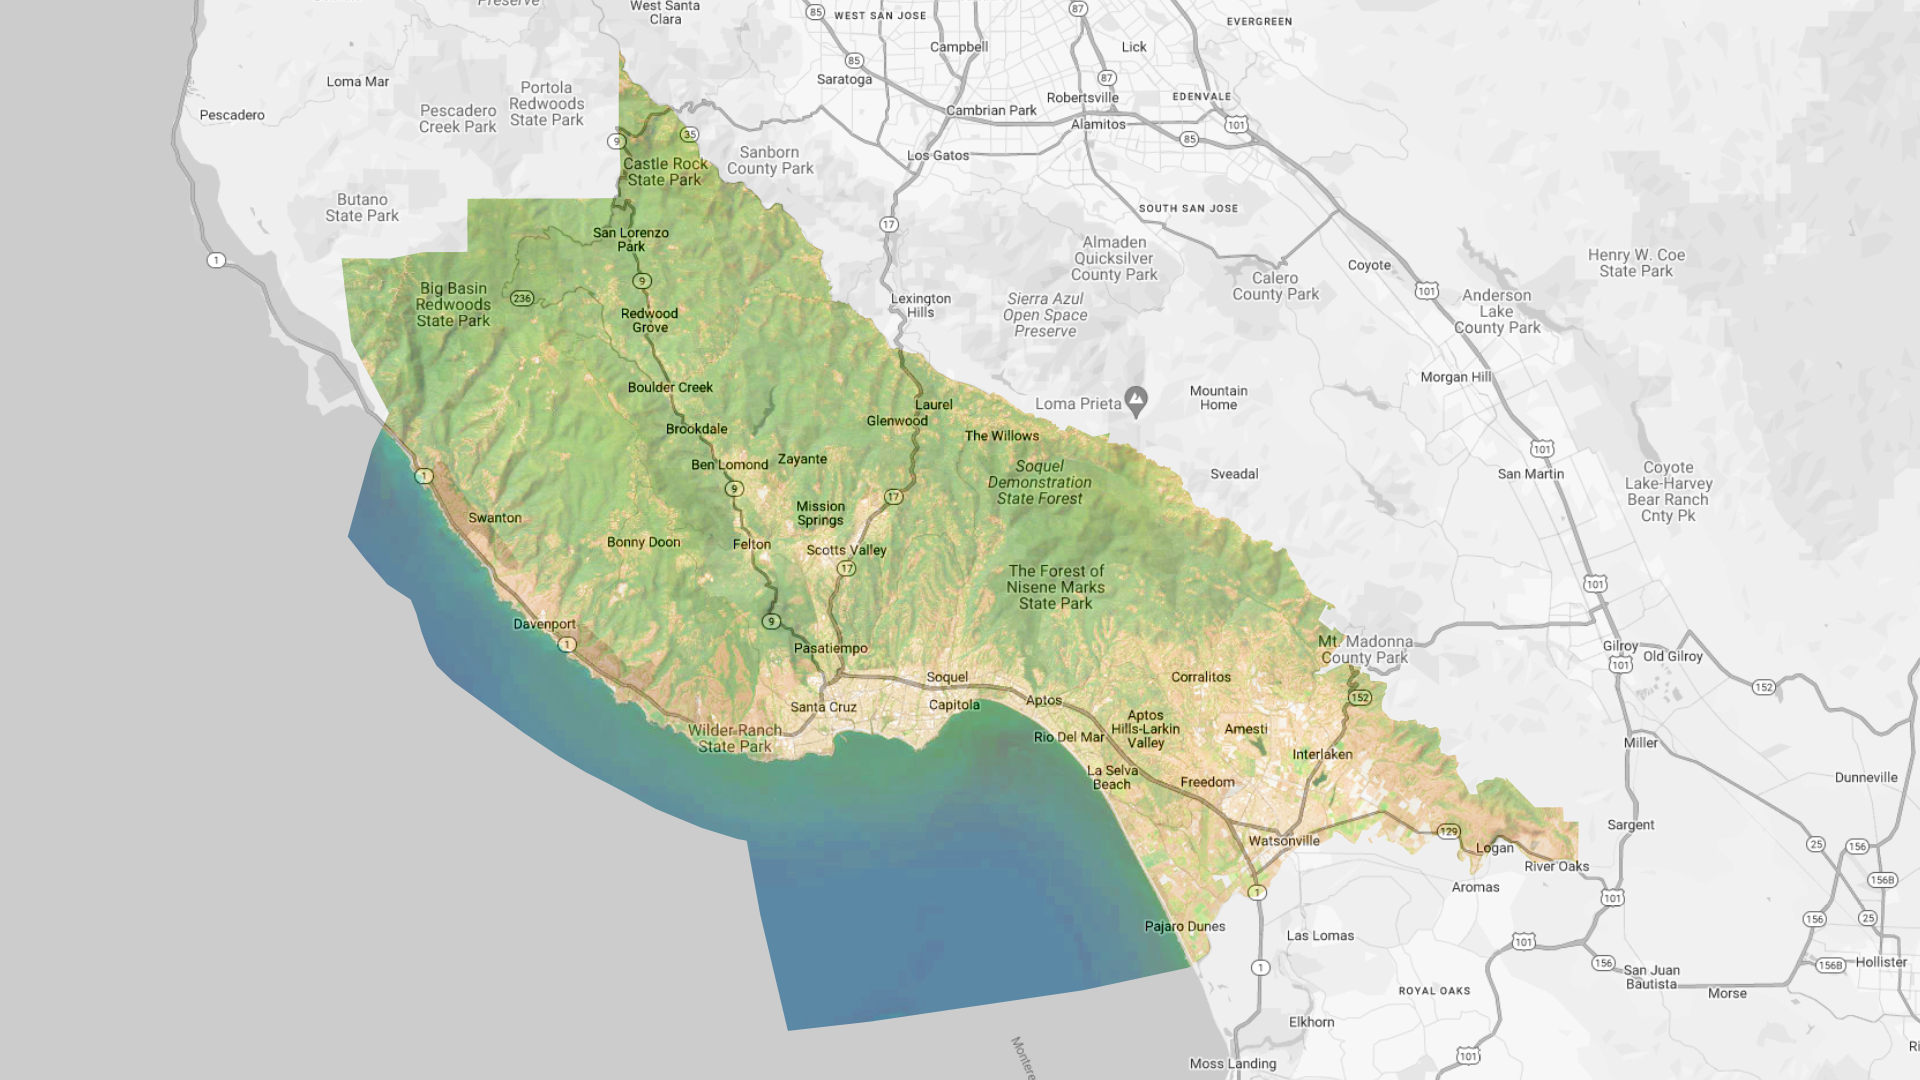 Preserve
West Santa
Clara
85
WEST SAN JOSE
87
EVERGREEN
Campbell
Lick
85
Saratoga
87
Loma Mar
Portola
Redwoods
State Park
Robertsville
EDENVALE
Pescadero
Pescadero
Creek Park
Cambrian Park
Alamitos
101
85
9
35
Castle Rock
State Park
Sanborn
County Park
Los Gatos
Butano
State Park
SOUTH SAN JOSE
17
San Lorenzo
Park
Almaden
Quicksilver
County Park
Henry W. Coe
State Park
1
Coyote
9
Calero
County Park
101
Big Basin
Redwoods
State Park
236
Lexington
Hills
Sierra Azul
Open Space
Preserve
Anderson
Lake
County Park
Redwood
Grove
Boulder Creek
Morgan Hill
Laurel
Loma Prieta
Mountain
Home
Glenwood
Brookdale
The Willows
101
Ben Lomond
Zayante
Soquel
Demonstration
State Forest
Sveadal
San Martin
Coyote
Lake-Harvey
Bear Ranch
Cnty Pk
1
9
17
Swanton
Mission
Springs
Bonny Doon
Felton
Scotts Valley
17
The Forest of
Nisene Marks
State Park
101
Davenport
9
1
Pasatiempo
Mt. Madonna
County Park
Gilroy
Old Gilroy
101
Soquel
Corralitos
152
152
Santa Cruz
Capitola
Aptos
Wilder Ranch
State Park
Rio Del Mar
Aptos
Hills-Larkin
Valley
Amesti
Interlaken
Miller
La Selva
Beach
Freedom
Dunneville
Watsonville
129
Logan
Sargent
25
156
River Oaks
Aromas
156B
1
101
156
25
Pajaro Dunes
Las Lomas
101
1
156
San Juan
Bautista
156B
Hollister
ROYAL OAKS
Morse
Elkhorn
Montere
101
Ri
Moss Landing